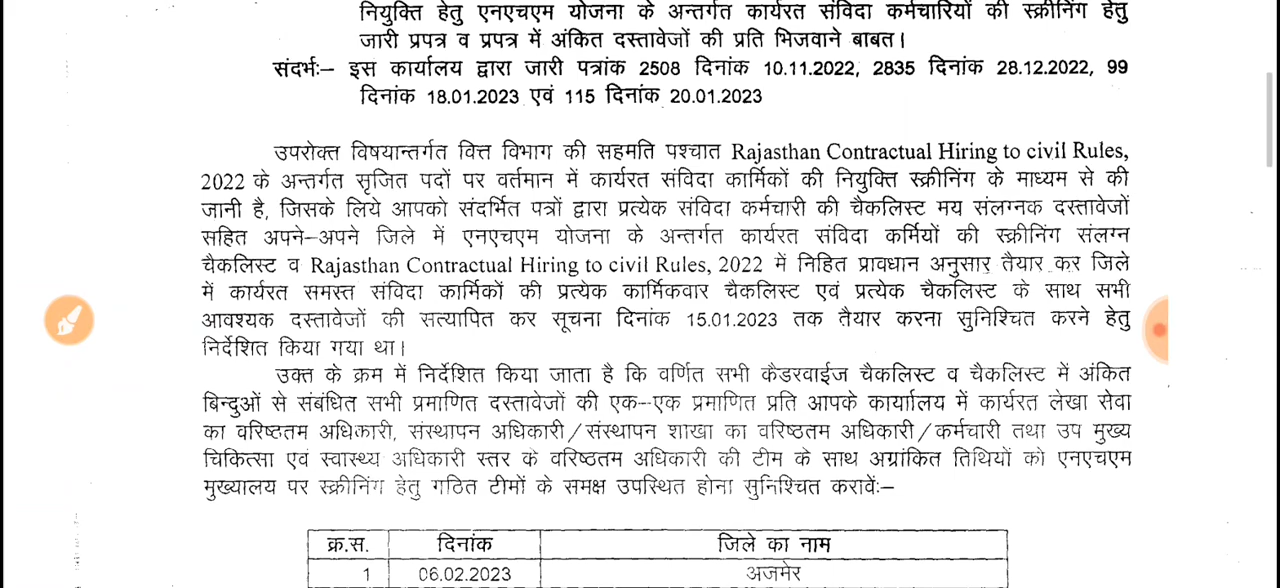 नियुक्ति हेतु एनएचएम योजना के अन्तर्गत कार्यरत संविदा कर्मचारियों की स्क्रीनिंग हेतु
जारी प्रपत्र व प्रपत्र में अंकित दस्तावेजों की प्रति भिजवाने बाबत।
संदर्भः– इस कार्यालय द्वारा जारी पत्रांक 2508 दिनांक 10.11.2022, 2835 दिनांक 28.12.2022, 99
दिनांक 18.01.2023 एवं 115 दिनांक 20.01.2023
उपरोक्त विषयान्तर्गत वित्त विभाग की सहमति पश्चात Rajasthan Contractual Hiring to civil Rules,
2022 के अन्तर्गत सृजित पदों पर वर्तमान में कार्यरत संविदा कार्मिकों की नियुक्ति स्क्रीनिंग के माध्यम से की
जानी है, जिसके लिये आपको संदर्भित पत्रों द्वारा प्रत्येक संविदा कर्मचारी की चैकलिस्ट मय संलग्नक दस्तावेजों
सहित अपने–अपने जिले में एनएचएम योजना के अन्तर्गत कार्यरत संविदा कर्मियों की स्क्रीनिंग संलग्न
चैकलिस्ट व Rajasthan Contractual Hiring to civil Rules, 2022 में निहित प्रावधान अनुसार तैयार कर जिले
में कार्यरत समस्त संविदा कार्मिकों की प्रत्येक कार्मिकवार चैकलिस्ट एवं प्रत्येक चैकलिस्ट के साथ सभी
आवश्यक दस्तावेजों की सत्यापित कर सूचना दिनांक 15.01.2023 तक तैयार करना सुनिश्चित करने हेतु
निर्देशित किया गया था।
उक्त के क्रम में निर्देशित किया जाता है कि वर्णित सभी कैडरवाईज चैकलिस्ट व चैकलिस्ट में अंकित
बिन्दुओं से संबंधित सभी प्रमाणित दस्तावेजों की एक–एक प्रमाणित प्रति आपके कार्याालय में कार्यरत लेखा सेवा
का वरिष्ठतम अधिकारी, संस्थापन अधिकारी/संस्थापन शाखा का वरिष्ठतम अधिकारी/कर्मचारी तथा उप मुख्य
चिकित्सा एवं स्वास्थ्य अधिकारी स्तर के वरिष्ठतम अधिकारी की टीम के साथ अग्रांकित तिथियों को एनएचएम
मुख्यालय पर स्क्रीनिंग हेतु गठित टीमों के समक्ष उपस्थित होना सुनिश्चित करावेंः–
क्र.स. दिनांक जिले का नाम
1 06.02.2023 अजमेर